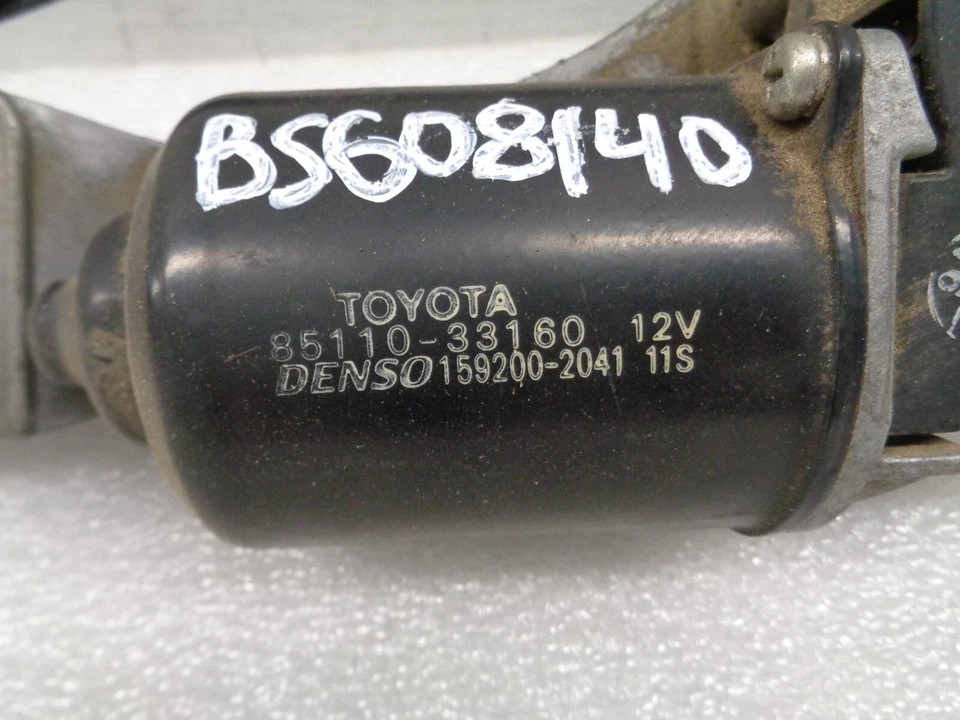 BS608140
TOYOTA
85110-33160 12V
DENSO 159200-2041 11S